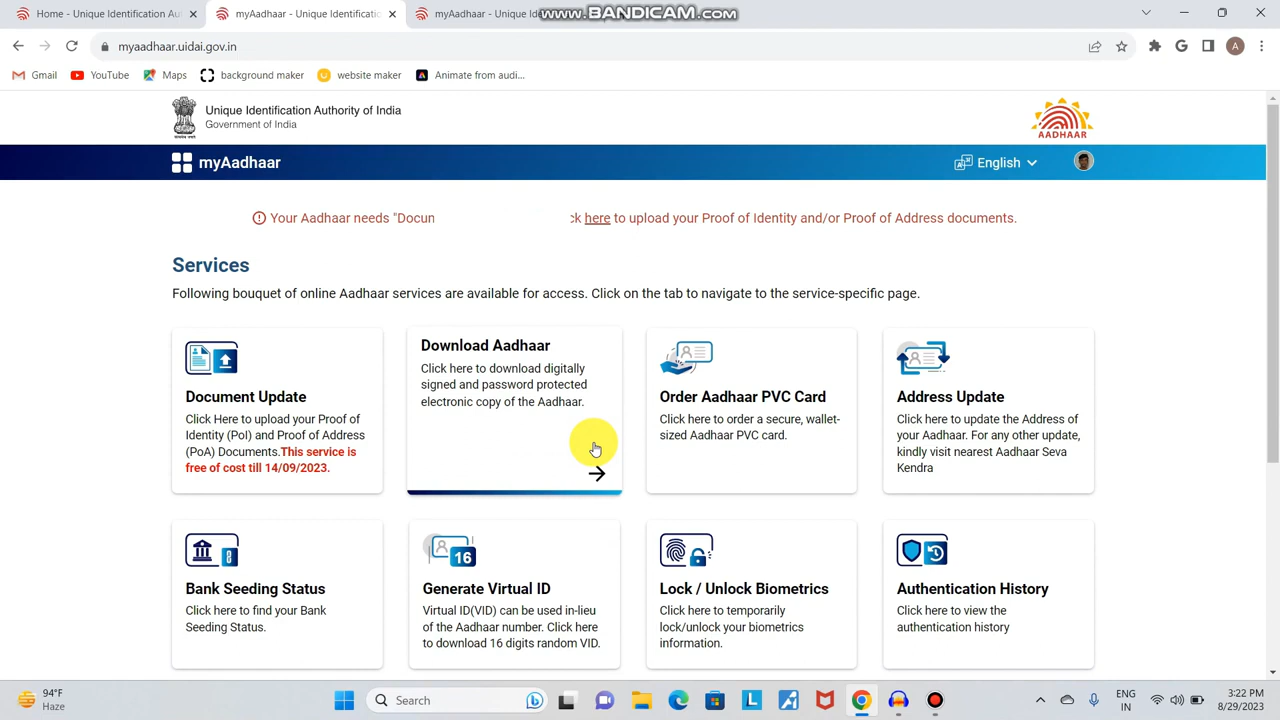 Home - Unique Identification Aut
myAadhaar - Unique Identificatio
myAadhaar - Unique Ide
www.BANDICAM.com
myaadhaar.uidai.gov.in
A
Gmail
YouTube
Maps
background maker
website maker
Animate from audi...
Unique Identification Authority of India
Government of India
AADHAAR
myAadhaar
English
Your Aadhaar needs "Docun
ck here to upload your Proof of Identity and/or Proof of Address documents.
Services
Following bouquet of online Aadhaar services are available for access. Click on the tab to navigate to the service-specific page.
Document Update
Click Here to upload your Proof of
Identity (PoI) and Proof of Address
(PoA) Documents.This service is
free of cost till 14/09/2023.
Download Aadhaar
Click here to download digitally
signed and password protected
electronic copy of the Aadhaar.
Order Aadhaar PVC Card
Click here to order a secure, wallet-
sized Aadhaar PVC card.
Address Update
Click here to update the Address of
your Aadhaar. For any other update,
kindly visit nearest Aadhaar Seva
Kendra
Bank Seeding Status
Click here to find your Bank
Seeding Status.
16
Generate Virtual ID
Virtual ID(VID) can be used in-lieu
of the Aadhaar number. Click here
to download 16 digits random VID.
Lock / Unlock Biometrics
Click here to temporarily
lock/unlock your biometrics
information.
Authentication History
Click here to view the
authentication history
94°F
Haze
Search
L
ENG
IN
3:22 PM
8/29/2023